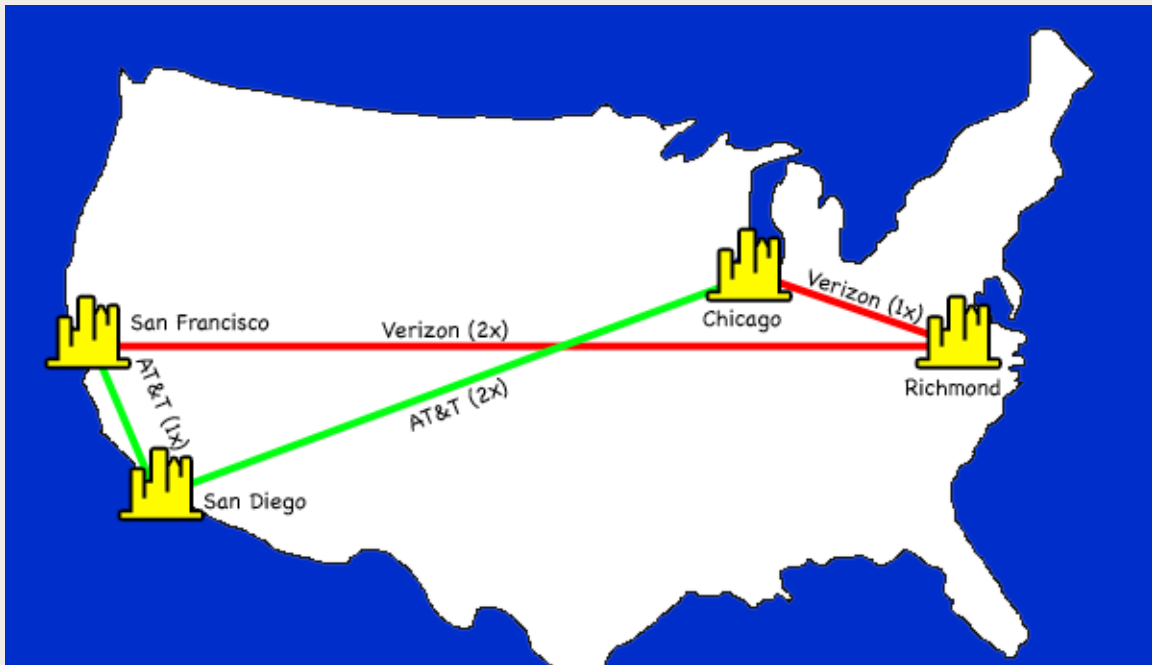 Verizon (1x)
San Francisco
Verizon (2x)
Chicago
AT&T (1x)
AT&T (2x)
Richmond
San Diego